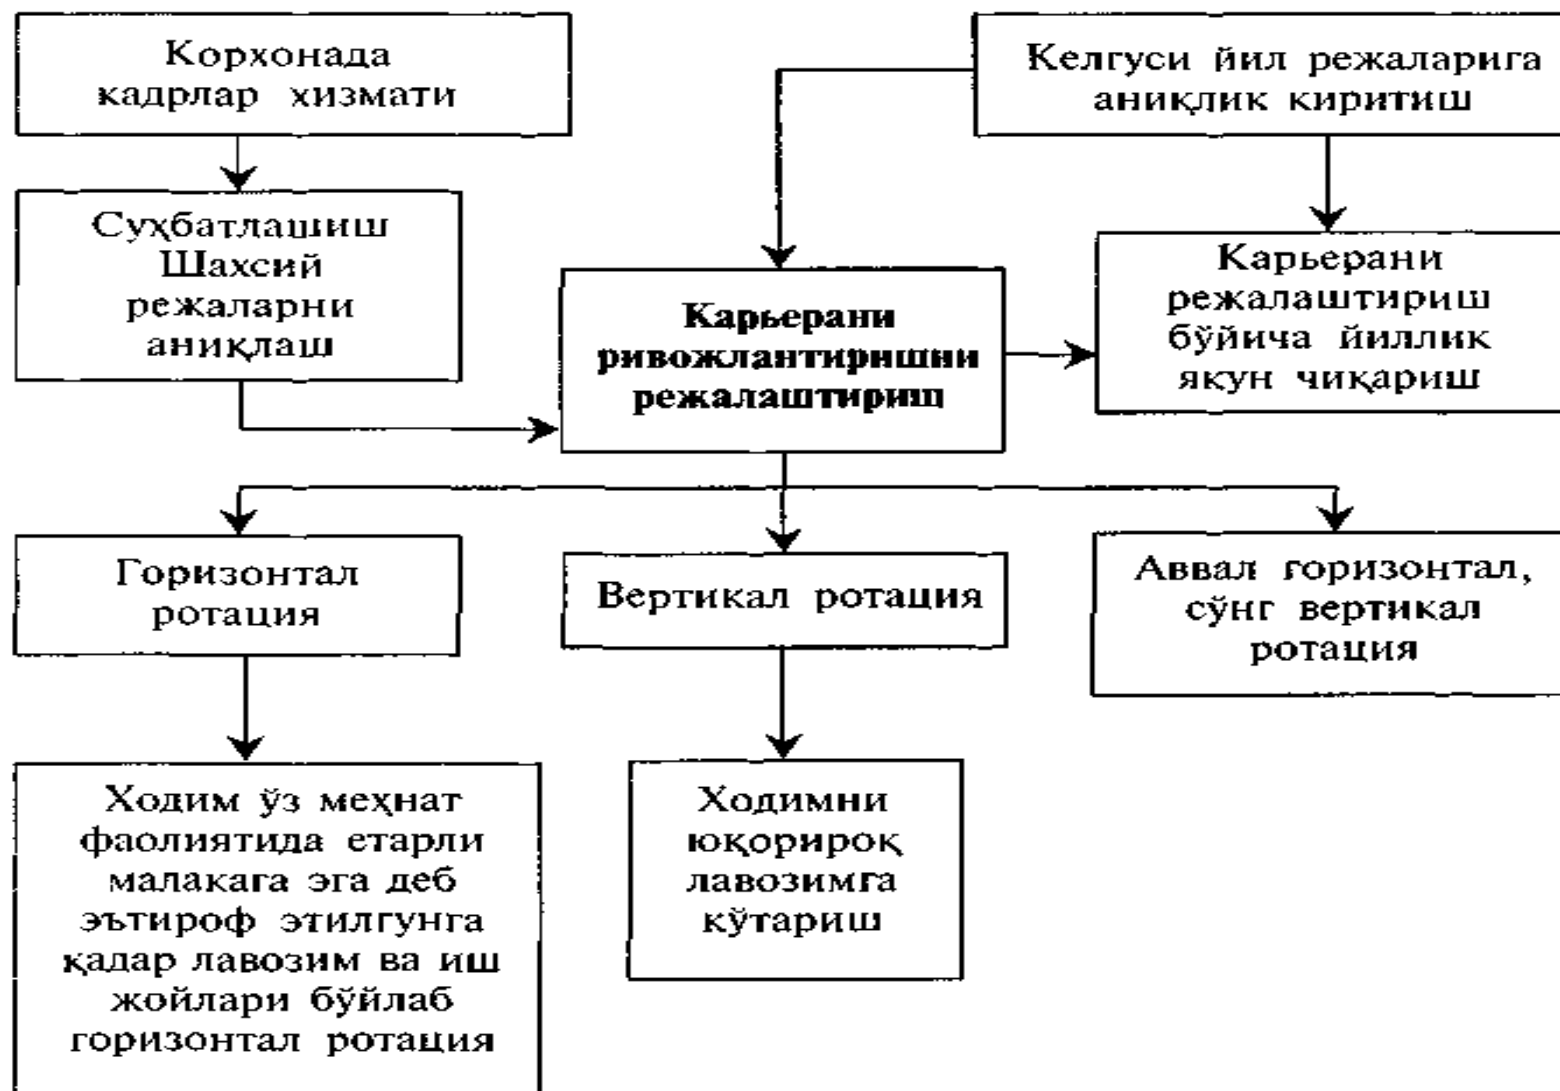 Корхонада
кадрлар хизмати
Келгуси йил режаларига
аниқлик киритиш
Суҳбатлашиш
Шахсий
режаларни
аниқлаш
Карьерани
ривожлантиришни
режалаштириш
Карьерани
режалаштириш
бўйича йиллик
якун чиқариш
Горизонтал
ротация
Вертикал ротация
Аввал горизонтал,
сўнг вертикал
ротация
Ходим ўз меҳнат
фаолиятида етарли
малакага эга деб
эътироф этилгунга
қадар лавозим ва иш
жойлари бўйлаб
горизонтал ротация
Ходимни
юқорироқ
лавозимга
кўтариш